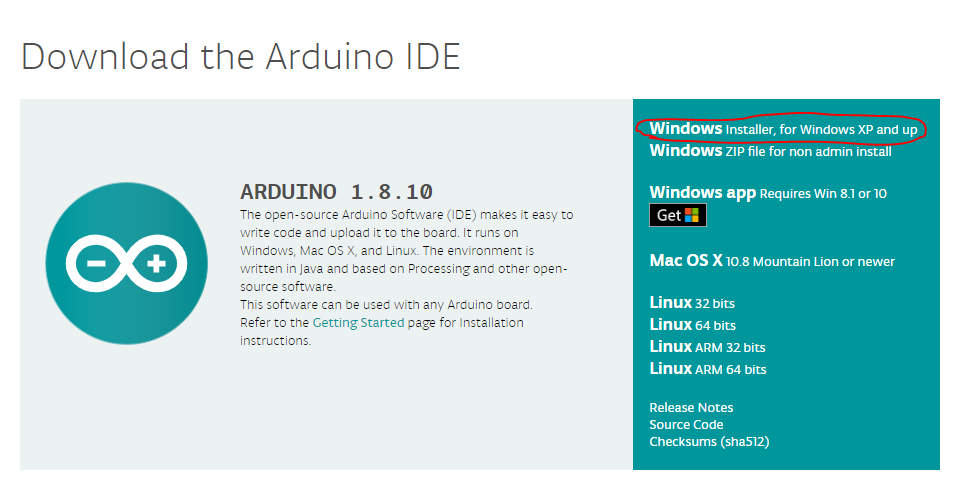 Download the Arduino IDE
ARDUINO 1.8.10
The open-source Arduino Software (IDE) makes it easy to
write code and upload it to the board. It runs on
Windows, Mac OS X, and Linux. The environment is
written in Java and based on Processing and other open-
source software.
This software can be used with any Arduino board.
Refer to the Getting Started page for Installation
instructions.
Windows Installer, for Windows XP and up
Windows ZIP file for non admin install
Windows app Requires Win 8.1 or 10
Get
Mac OS X 10.8 Mountain Lion or newer
Linux 32 bits
Linux 64 bits
Linux ARM 32 bits
Linux ARM 64 bits
Release Notes
Source Code
Checksums (sha512)